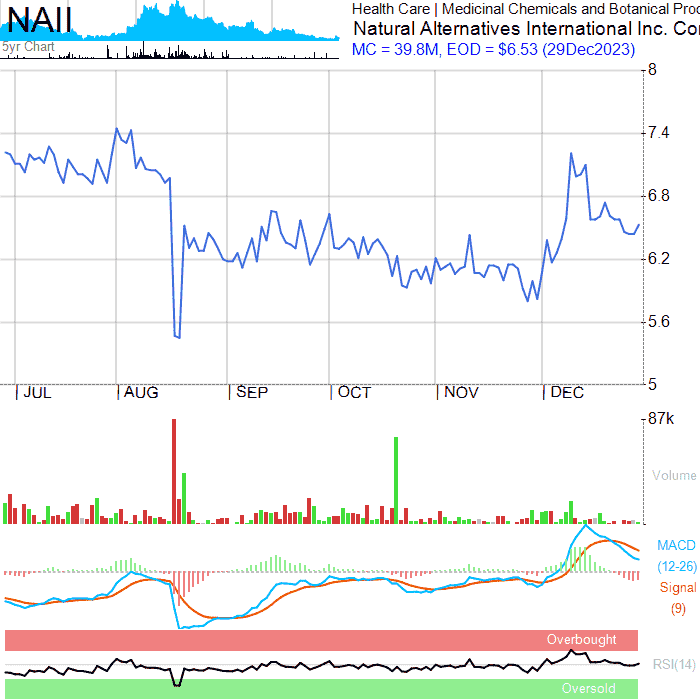 NAII
5yr Chart
Health Care | Medicinal Chemicals and Botanical Prod
Natural Alternatives International Inc. Co
MC = 39.8M, EOD = $6.53 (29Dec2023)
8
7.4
6.8
6.2
5.6
5
JUL AUG SEP OCT NOV DEC
87k
Volume
MACD
(12-26)
Signal
(9)
Overbought
RSI(14)
Oversold